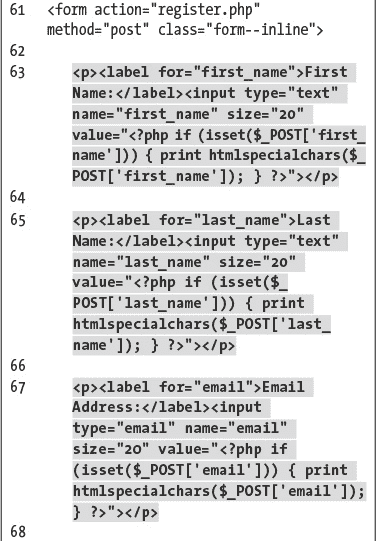 61 <form action="register.php"
method="post" class="form--inline">
62
63 <p><label for="first_name">First
Name:</label><input type="text"
name="first_name" size="20"
value="<?php if (isset($_POST['first_
name'])) { print htmlspecialchars($_
POST['first_name']); } ?>"></p>
64
65 <p><label for="last_name">Last
Name:</label><input type="text"
name="last_name" size="20"
value="<?php if (isset($_
POST['last_name'])) { print
htmlspecialchars($_POST['last_
name']); } ?>"></p>
66
67 <p><label for="email">Email
Address:</label><input
type="email" name="email"
size="20" value="<?php if
(isset($_POST['email'])) { print
htmlspecialchars($_POST['email']);
} ?>"></p>
68